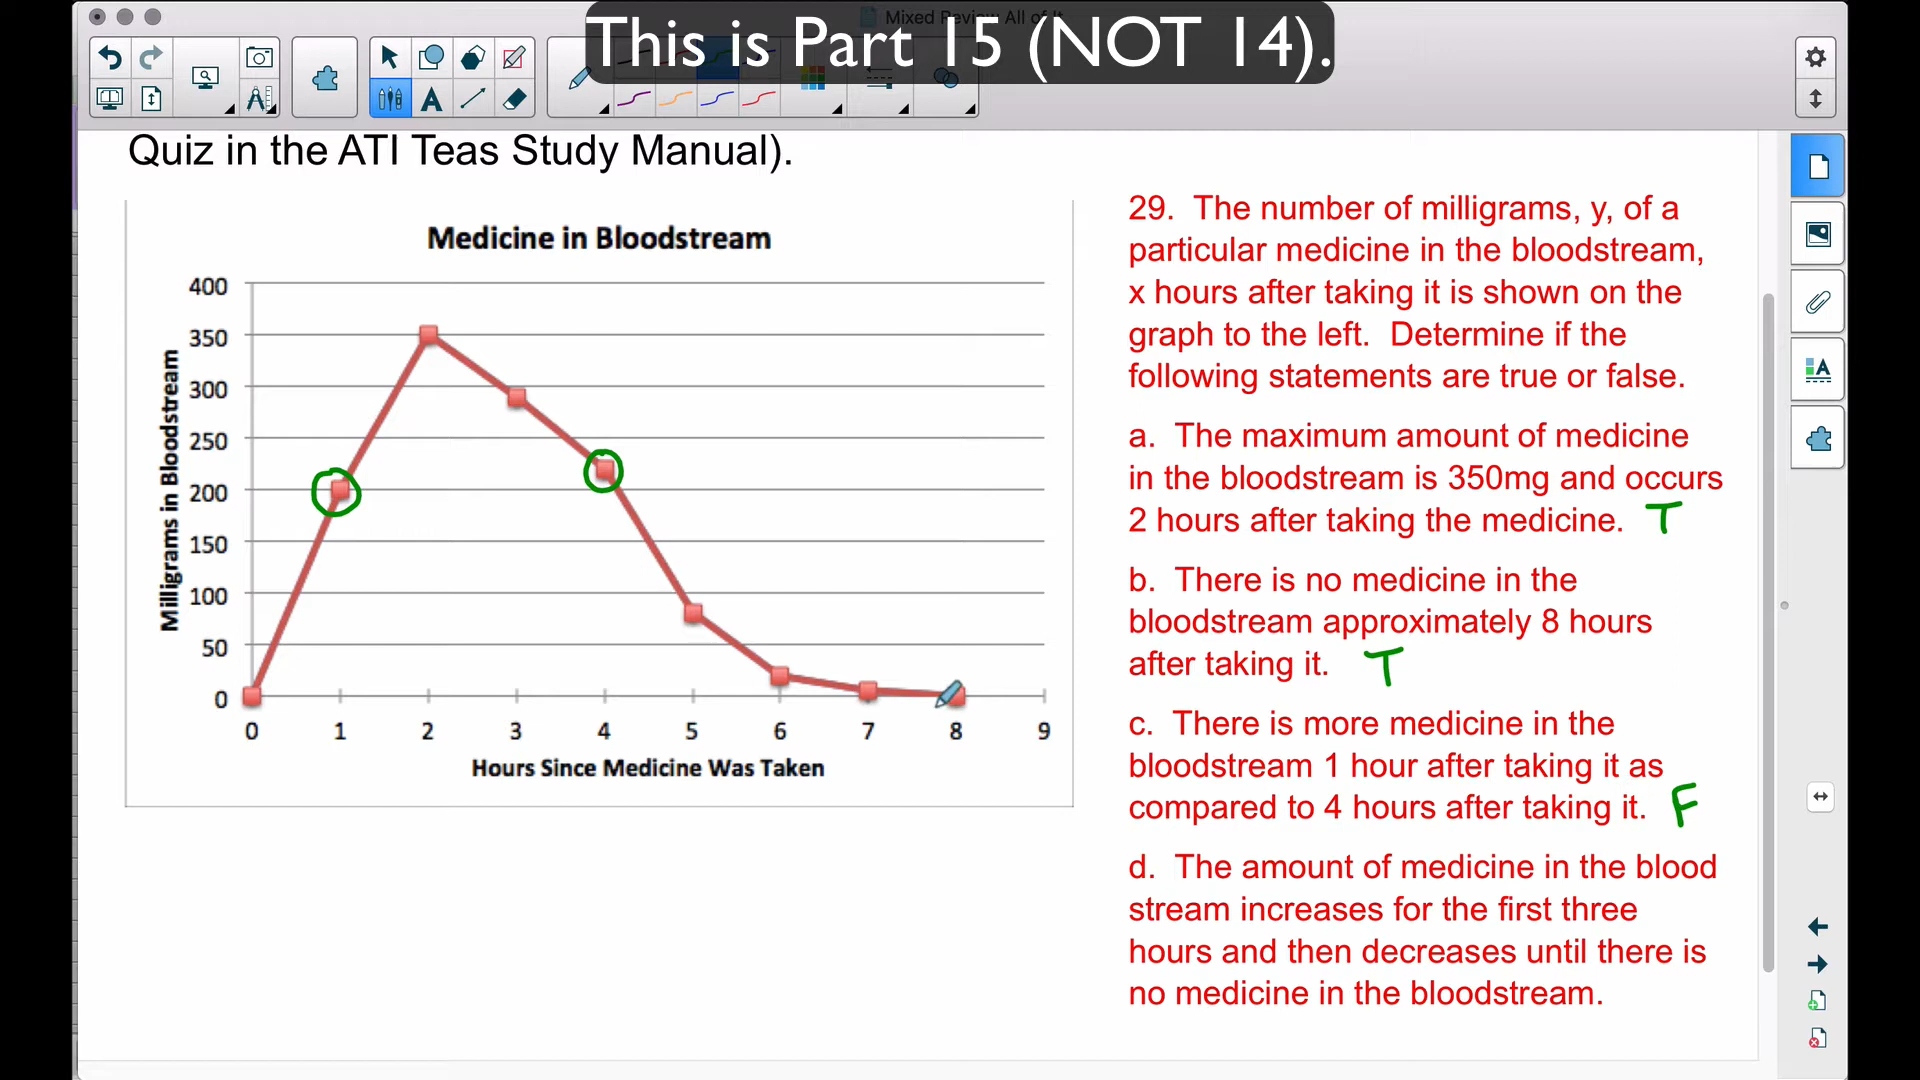 Mixed Review All of It
This is Part 15 (NOT 14).
Quiz in the ATI Teas Study Manual).
Medicine in Bloodstream
400
350
300
250
200
150
100
50
0
Milligrams in Bloodstream
0 1 2 3 4 5 6 7 8 9
Hours Since Medicine Was Taken
29. The number of milligrams, y, of a
particular medicine in the bloodstream,
x hours after taking it is shown on the
graph to the left. Determine if the
following statements are true or false.
a. The maximum amount of medicine
in the bloodstream is 350mg and occurs
2 hours after taking the medicine. T
b. There is no medicine in the
bloodstream approximately 8 hours
after taking it. T
c. There is more medicine in the
bloodstream 1 hour after taking it as
compared to 4 hours after taking it. F
d. The amount of medicine in the blood
stream increases for the first three
hours and then decreases until there is
no medicine in the bloodstream.